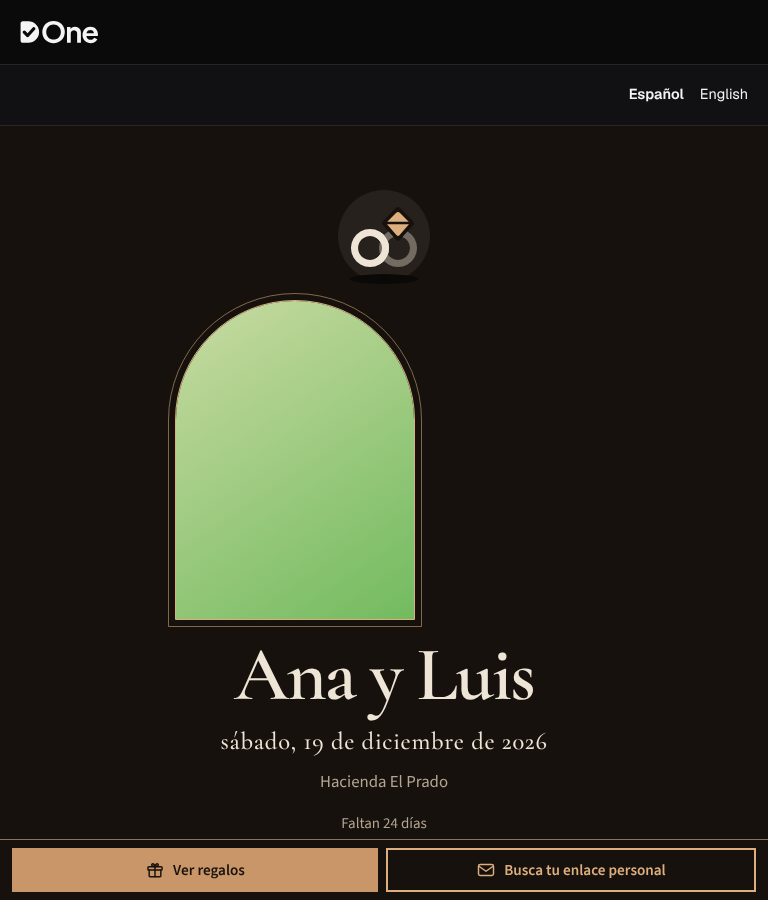 One
Español English
Ana y Luis
sábado, 19 de diciembre de 2026
Hacienda El Prado
Faltan 24 días
Ver regalos
Busca tu enlace personal